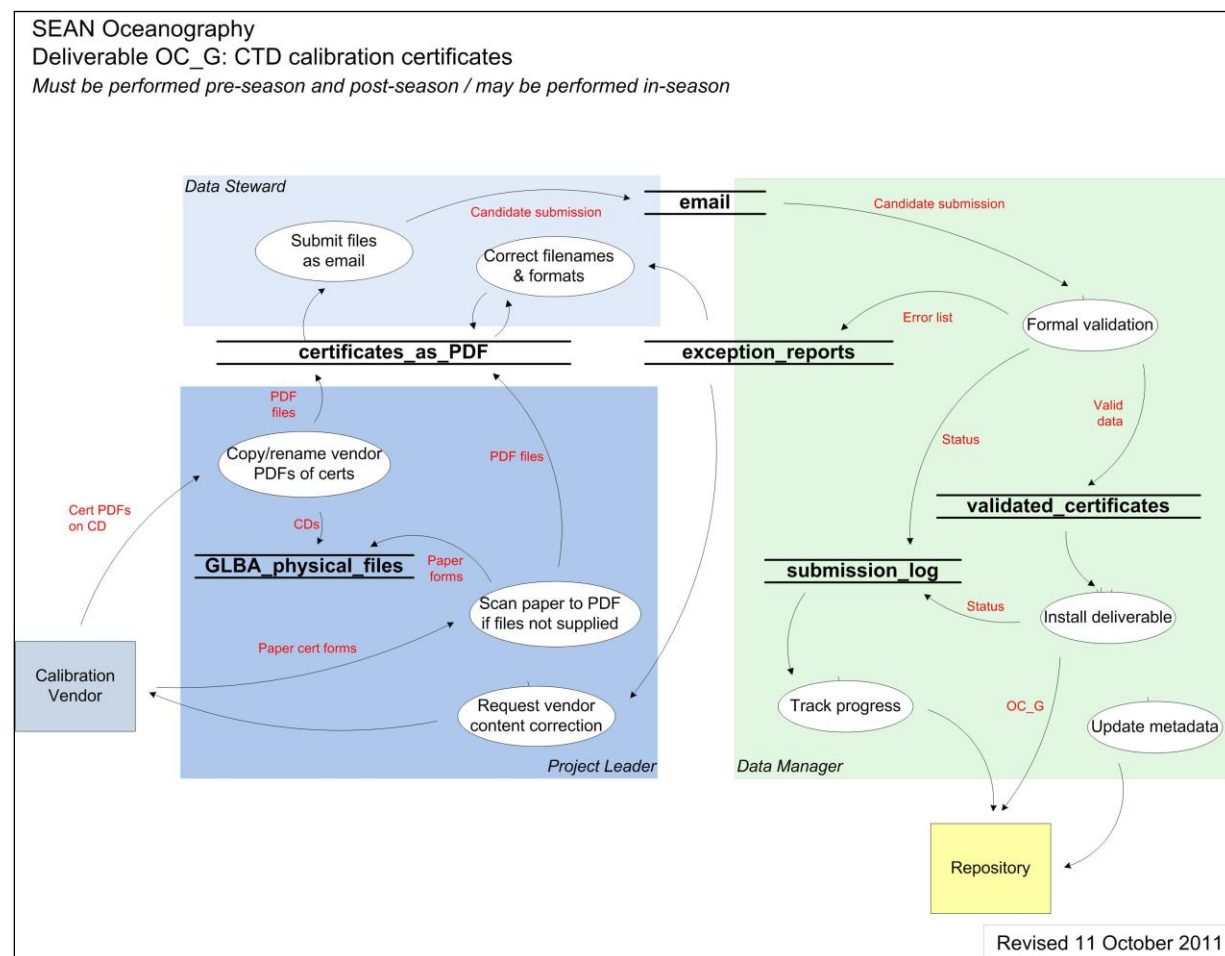 SEAN Oceanography
Deliverable OC_G: CTD calibration certificates
Must be performed pre-season and post-season / may be performed in-season
Data Steward
email
Candidate submission
Candidate submission
Submit files
as email
Correct filenames
& formats
Error list
Formal validation
certificates_as_PDF
exception_reports
PDF
files
Valid
data
Copy/rename vendor
PDFs of certs
PDF files
Status
Cert PDFs
on CD
CDs
validated_certificates
GLBA_physical_files
Paper
forms
submission_log
Scan paper to PDF
if files not supplied
Status
Install deliverable
Paper cert forms
Calibration
Vendor
Request vendor
content correction
Track progress
OC_G
Update metadata
Project Leader
Data Manager
Repository
Revised 11 October 2011